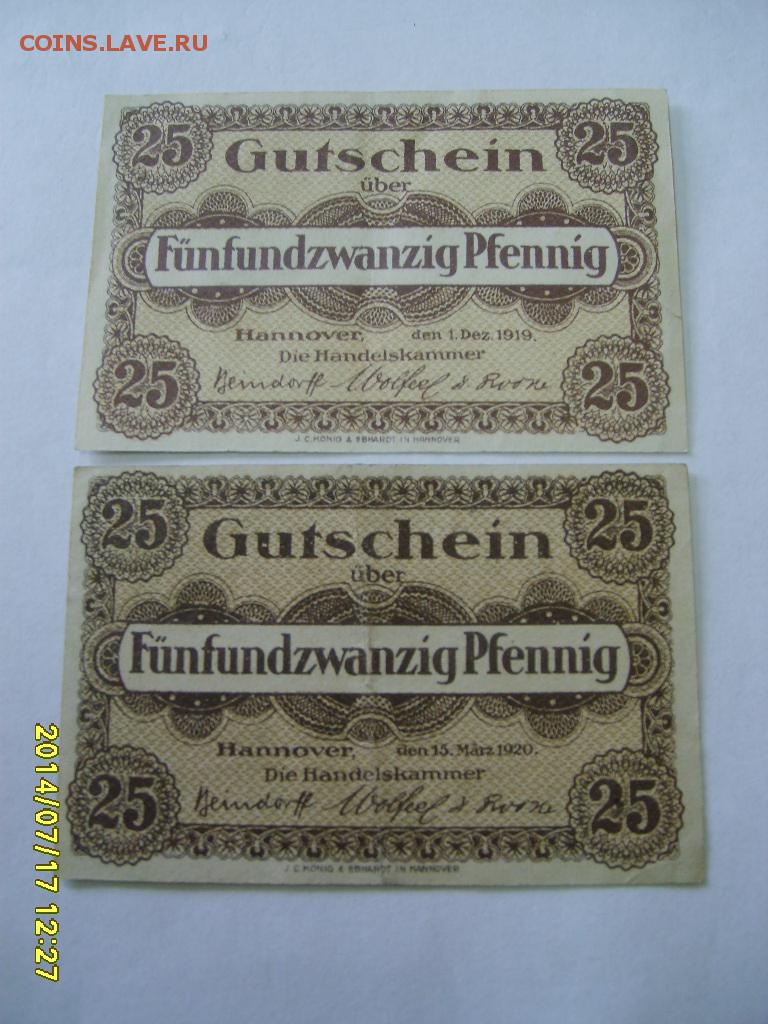 COINS.LAVE.RU
25 25
Gutschein
über
Fünfundzwanzig Pfennig
Hannover, den 1. Dez. 1919.
Die Handelskammer
25 Beindorff 25
J. C. KÖNIG & EBHARDT IN HANNOVER
25 25
Gutschein
über
Fünfundzwanzig Pfennig
Hannover, den 15. März 1920.
Die Handelskammer
25 Beindorff 25
J. C. KÖNIG & EBHARDT IN HANNOVER
2014/07/17 12:27